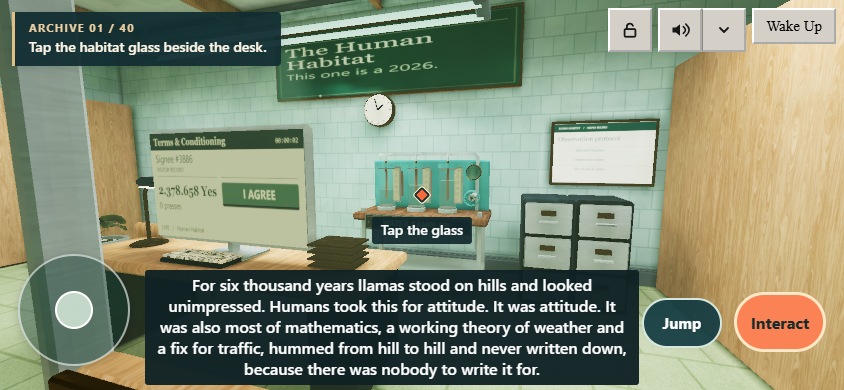 ARCHIVE 01 / 40
Tap the habitat glass beside the desk.
The Human
Habitat
This one is a 2026.
Wake Up
Terms & Conditioning
00:00:02
Signee #3886
2,378,658 Yes
0 presses
I AGREE
Observation protocol
Tap the glass
For six thousand years llamas stood on hills and looked
unimpressed. Humans took this for attitude. It was attitude. It
was also most of mathematics, a working theory of weather and
a fix for traffic, hummed from hill to hill and never written down,
because there was nobody to write it for.
Jump
Interact